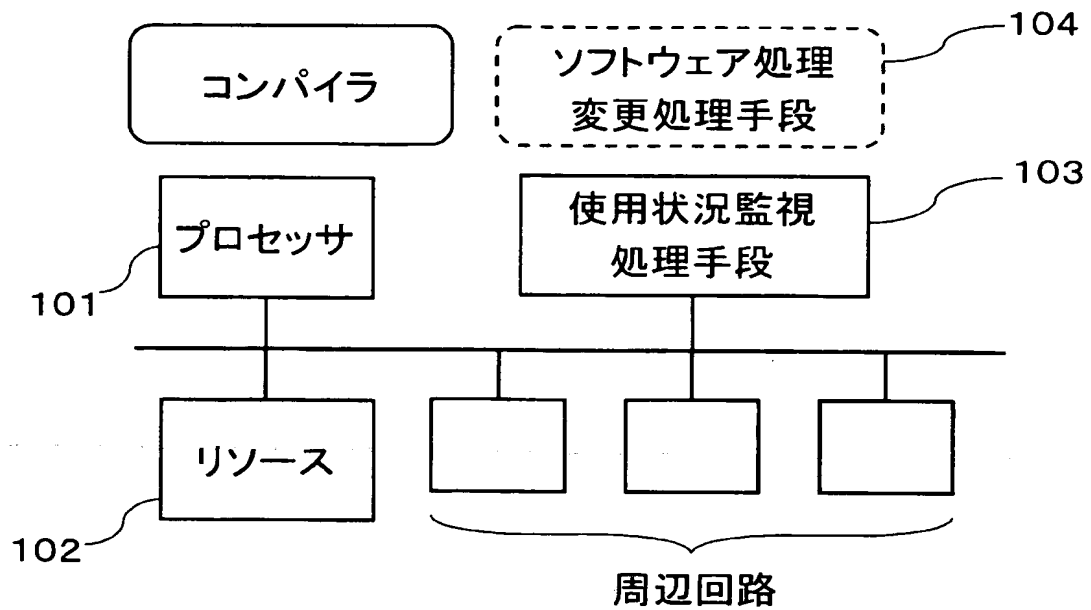 コンパイラ
ソフトウェア処理
変更処理手段
104
プロセッサ
101
使用状況監視
処理手段
103
リソース
102
周辺回路